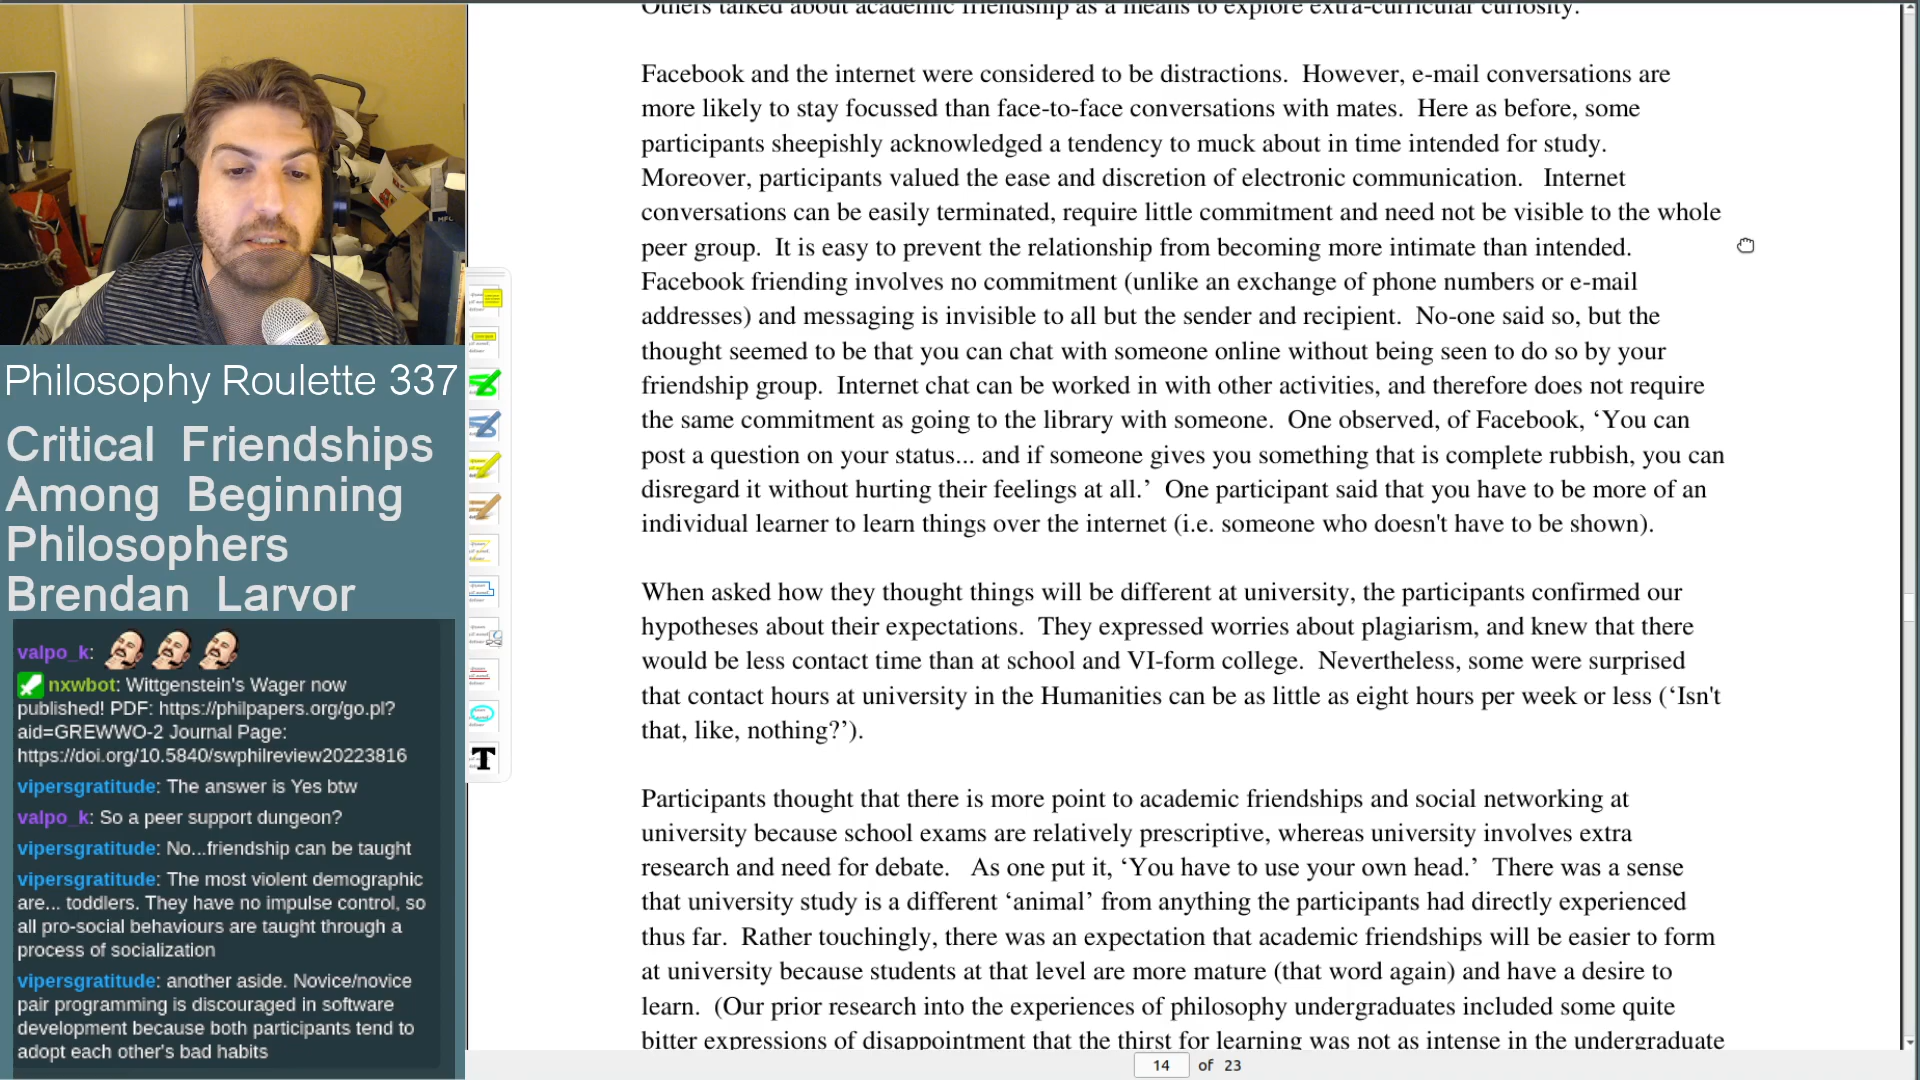 Others talked about academic friendship as a means to explore extra-curricular curiosity.
Facebook and the internet were considered to be distractions.  However, e-mail conversations are
more likely to stay focussed than face-to-face conversations with mates.  Here as before, some
participants sheepishly acknowledged a tendency to muck about in time intended for study.
Moreover, participants valued the ease and discretion of electronic communication.   Internet
conversations can be easily terminated, require little commitment and need not be visible to the whole
peer group.  It is easy to prevent the relationship from becoming more intimate than intended.
Facebook friending involves no commitment (unlike an exchange of phone numbers or e-mail
addresses) and messaging is invisible to all but the sender and recipient.  No-one said so, but the
thought seemed to be that you can chat with someone online without being seen to do so by your
friendship group.  Internet chat can be worked in with other activities, and therefore does not require
the same commitment as going to the library with someone.  One observed, of Facebook, ‘You can
post a question on your status... and if someone gives you something that is complete rubbish, you can
disregard it without hurting their feelings at all.’  One participant said that you have to be more of an
individual learner to learn things over the internet (i.e. someone who doesn't have to be shown).
When asked how they thought things will be different at university, the participants confirmed our
hypotheses about their expectations.  They expressed worries about plagiarism, and knew that there
would be less contact time than at school and VI-form college.  Nevertheless, some were surprised
that contact hours at university in the Humanities can be as little as eight hours per week or less (‘Isn't
that, like, nothing?’).
Participants thought that there is more point to academic friendships and social networking at
university because school exams are relatively prescriptive, whereas university involves extra
research and need for debate.   As one put it, ‘You have to use your own head.’  There was a sense
that university study is a different ‘animal’ from anything the participants had directly experienced
thus far.  Rather touchingly, there was an expectation that academic friendships will be easier to form
at university because students at that level are more mature (that word again) and have a desire to
learn.  (Our prior research into the experiences of philosophy undergraduates included some quite
bitter expressions of disappointment that the thirst for learning was not as intense in the undergraduate
14 of 23
T
Philosophy Roulette 337
Critical Friendships
Among Beginning
Philosophers
Brendan Larvor
valpo_k:
nxwbot: Wittgenstein's Wager now
published! PDF: https://philpapers.org/go.pl?
aid=GREWWO-2 Journal Page:
https://doi.org/10.5840/swphilreview20223816
vipersgratitude: The answer is Yes btw
valpo_k: So a peer support dungeon?
vipersgratitude: No...friendship can be taught
vipersgratitude: The most violent demographic
are... toddlers. They have no impulse control, so
all pro-social behaviours are taught through a
process of socialization
vipersgratitude: another aside. Novice/novice
pair programming is discouraged in software
development because both participants tend to
adopt each other's bad habits